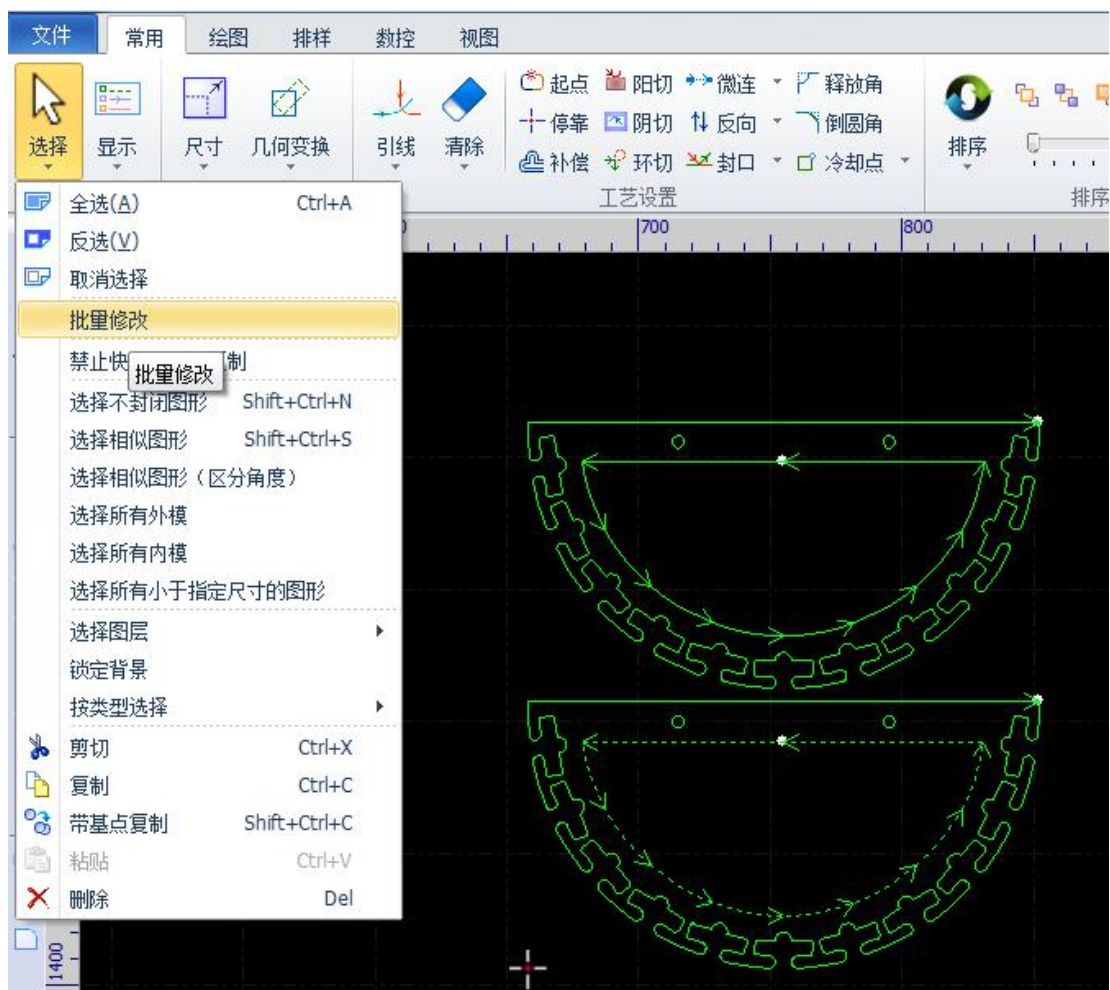 文件 常用 绘图 排样 数控 视图
选择 显示 尺寸 几何变换 引线 清除
起点 阳切 微连 释放角
停靠 阴切 反向 倒圆角
补偿 环切 封口 冷却点
排序
工艺设置 排序
全选(A) Ctrl+A
反选(V)
取消选择
批量修改
禁止快
制
批量修改
选择不封闭图形 Shift+Ctrl+N
选择相似图形 Shift+Ctrl+S
选择相似图形（区分角度）
选择所有外模
选择所有内模
选择所有小于指定尺寸的图形
选择图层
锁定背景
按类型选择
剪切 Ctrl+X
复制 Ctrl+C
带基点复制 Shift+Ctrl+C
粘贴 Ctrl+V
删除 Del
700 800
1400